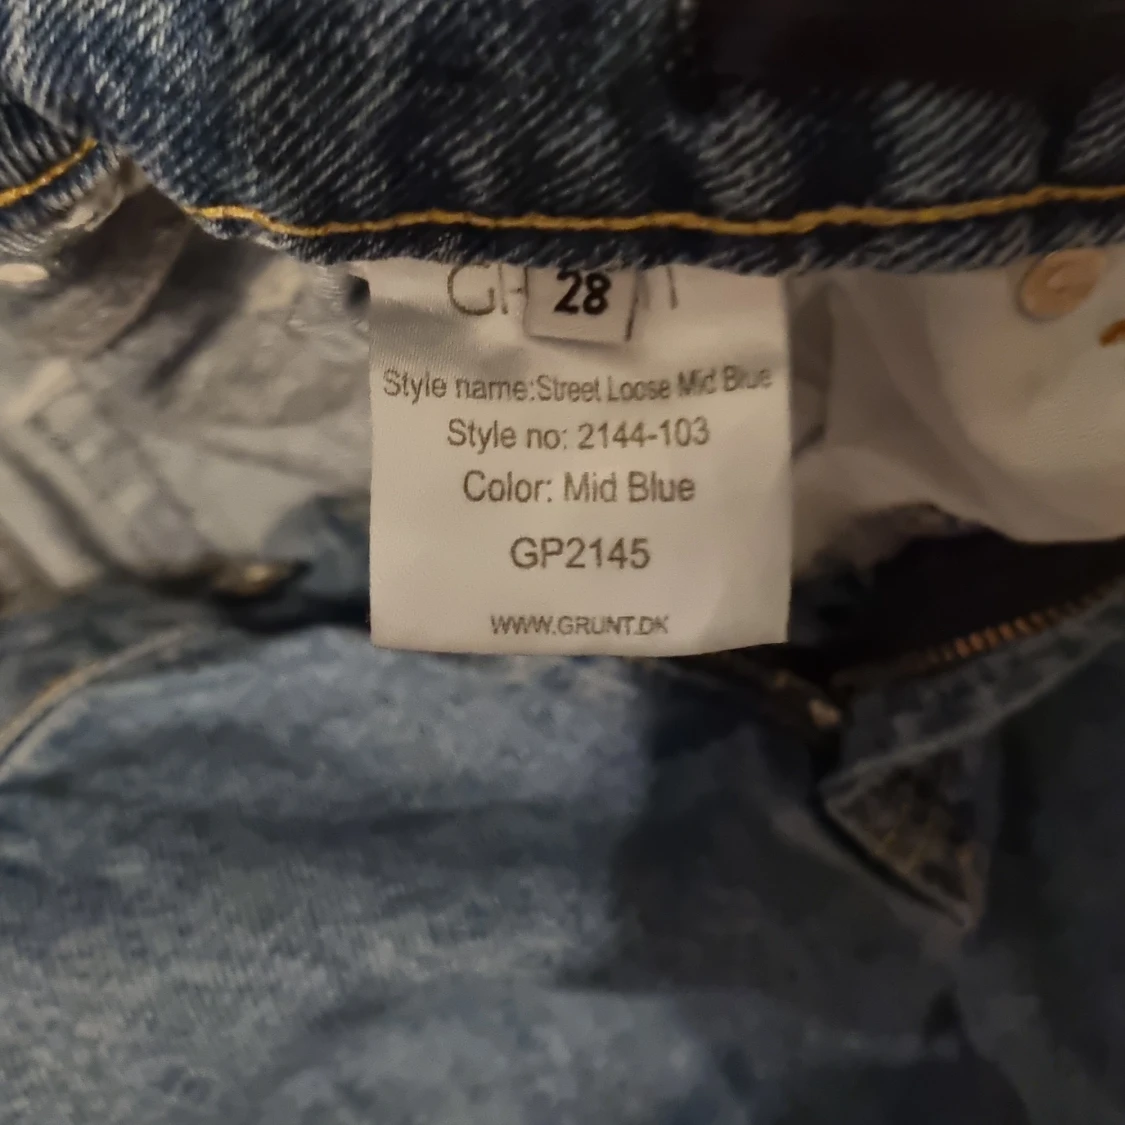 28
Style name:Street Loose Mid Blue
Style no: 2144-103
Color: Mid Blue
GP2145
WWW.GRUNT.DK